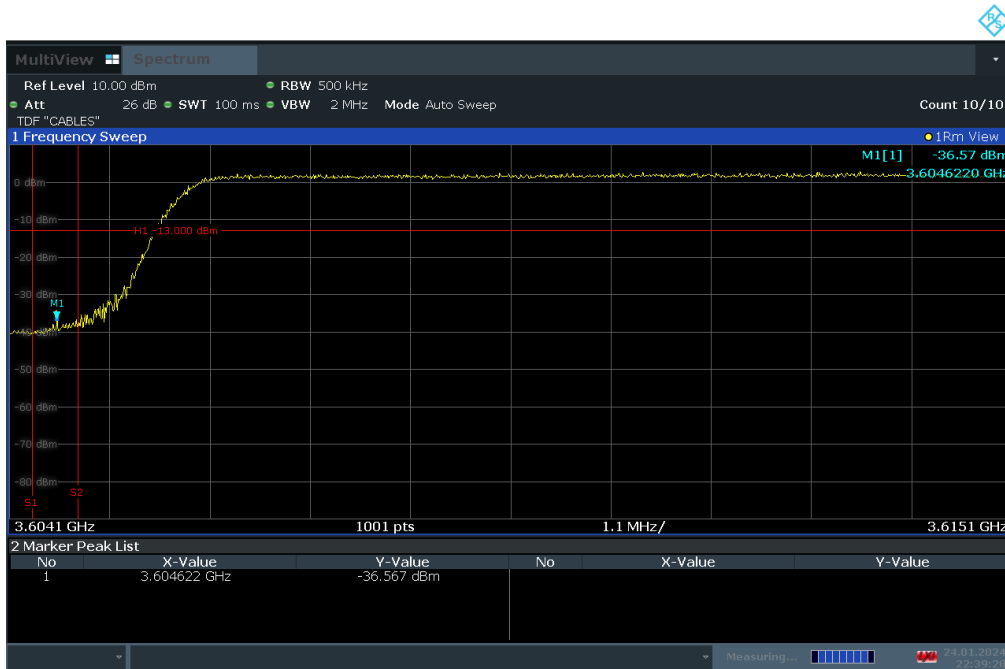 MultiView Spectrum
Ref Level 10.00 dBm RBW 500 kHz
Att 26 dB SWT 100 ms VBW 2 MHz Mode Auto Sweep Count 10/10
TDF "CABLES"
1 Frequency Sweep 1Rm View
M1[1] -36.57 dBm
3.6046220 GHz
0 dBm
-10 dBm
H1 -13.000 dBm
-20 dBm
-30 dBm
M1
-40 dBm
-50 dBm
-60 dBm
-70 dBm
-80 dBm
S2
S1
3.6041 GHz 1001 pts 1.1 MHz/ 3.6151 GHz
2 Marker Peak List
No X-Value Y-Value No X-Value Y-Value
1 3.604622 GHz -36.567 dBm
Measuring... 24.01.2024
22:39:28